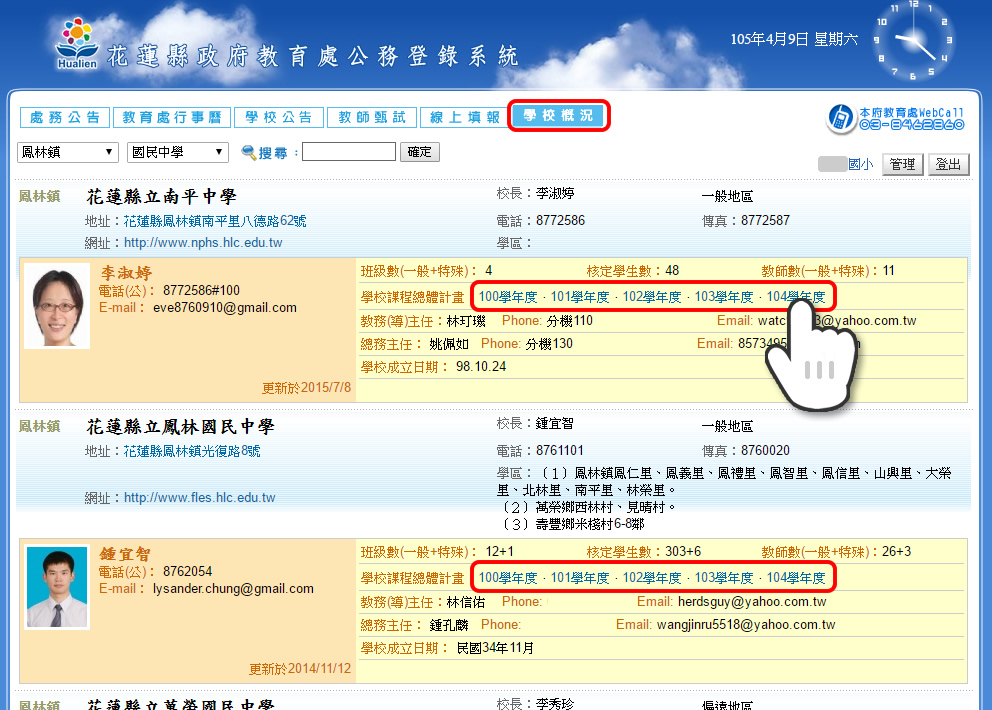 105年4月9日 星期六
12 1 2 3 4 5 6 7 8 9 10 11
Hualien 花蓮縣政府教育處公務登錄系統
處務公告 教育處行事曆 學校公告 教師甄試 線上填報 學校概況
本府教育處WebCall
03-8462860
鳳林鎮 國民中學 搜尋： 確定
國小 管理 登出
鳳林鎮 花蓮縣立南平中學 校長：李淑婷 一般地區
地址：花蓮縣鳳林鎮南平里八德路62號 電話：8772586 傳真：8772587
網址：http://www.nphs.hlc.edu.tw 學區：
李淑婷
電話(公)： 8772586#100
E-mail： eve8760910@gmail.com
更新於2015/7/8
班級數(一般+特殊)： 4 核定學生數：48 教師數(一般+特殊)：11
學校課程總體計畫 100學年度 · 101學年度 · 102學年度 · 103學年度 · 104學年度
教務(導)主任：林玎璣 Phone: 分機110 Email: watc 3@yahoo.com.tw
總務主任： 姚佩如 Phone: 分機130 Email: 857349
學校成立日期： 98.10.24
鳳林鎮 花蓮縣立鳳林國民中學 校長：鍾宜智 一般地區
地址：花蓮縣鳳林鎮光復路8號 電話：8761101 傳真：8760020
學區：（1）鳳林鎮鳳仁里、鳳義里、鳳禮里、鳳智里、鳳信里、山興里、大榮
里、北林里、南平里、林榮里。
網址：http://www.fles.hlc.edu.tw
（2）萬榮鄉西林村、見晴村。
（3）壽豐鄉米棧村6-8鄰
鍾宜智
電話(公)： 8762054
E-mail： lysander.chung@gmail.com
更新於2014/11/12
班級數(一般+特殊)： 12+1 核定學生數：303+6 教師數(一般+特殊)：26+3
學校課程總體計畫 100學年度 · 101學年度 · 102學年度 · 103學年度 · 104學年度
教務(導)主任：林信佑 Phone: Email: herdsguy@yahoo.com.tw
總務主任： 鍾孔麟 Phone: Email: wangjinru5518@yahoo.com.tw
學校成立日期： 民國34年11月
鳳林鎮 花蓮縣立萬榮國民中學 校長：李秀珍 偏遠地區